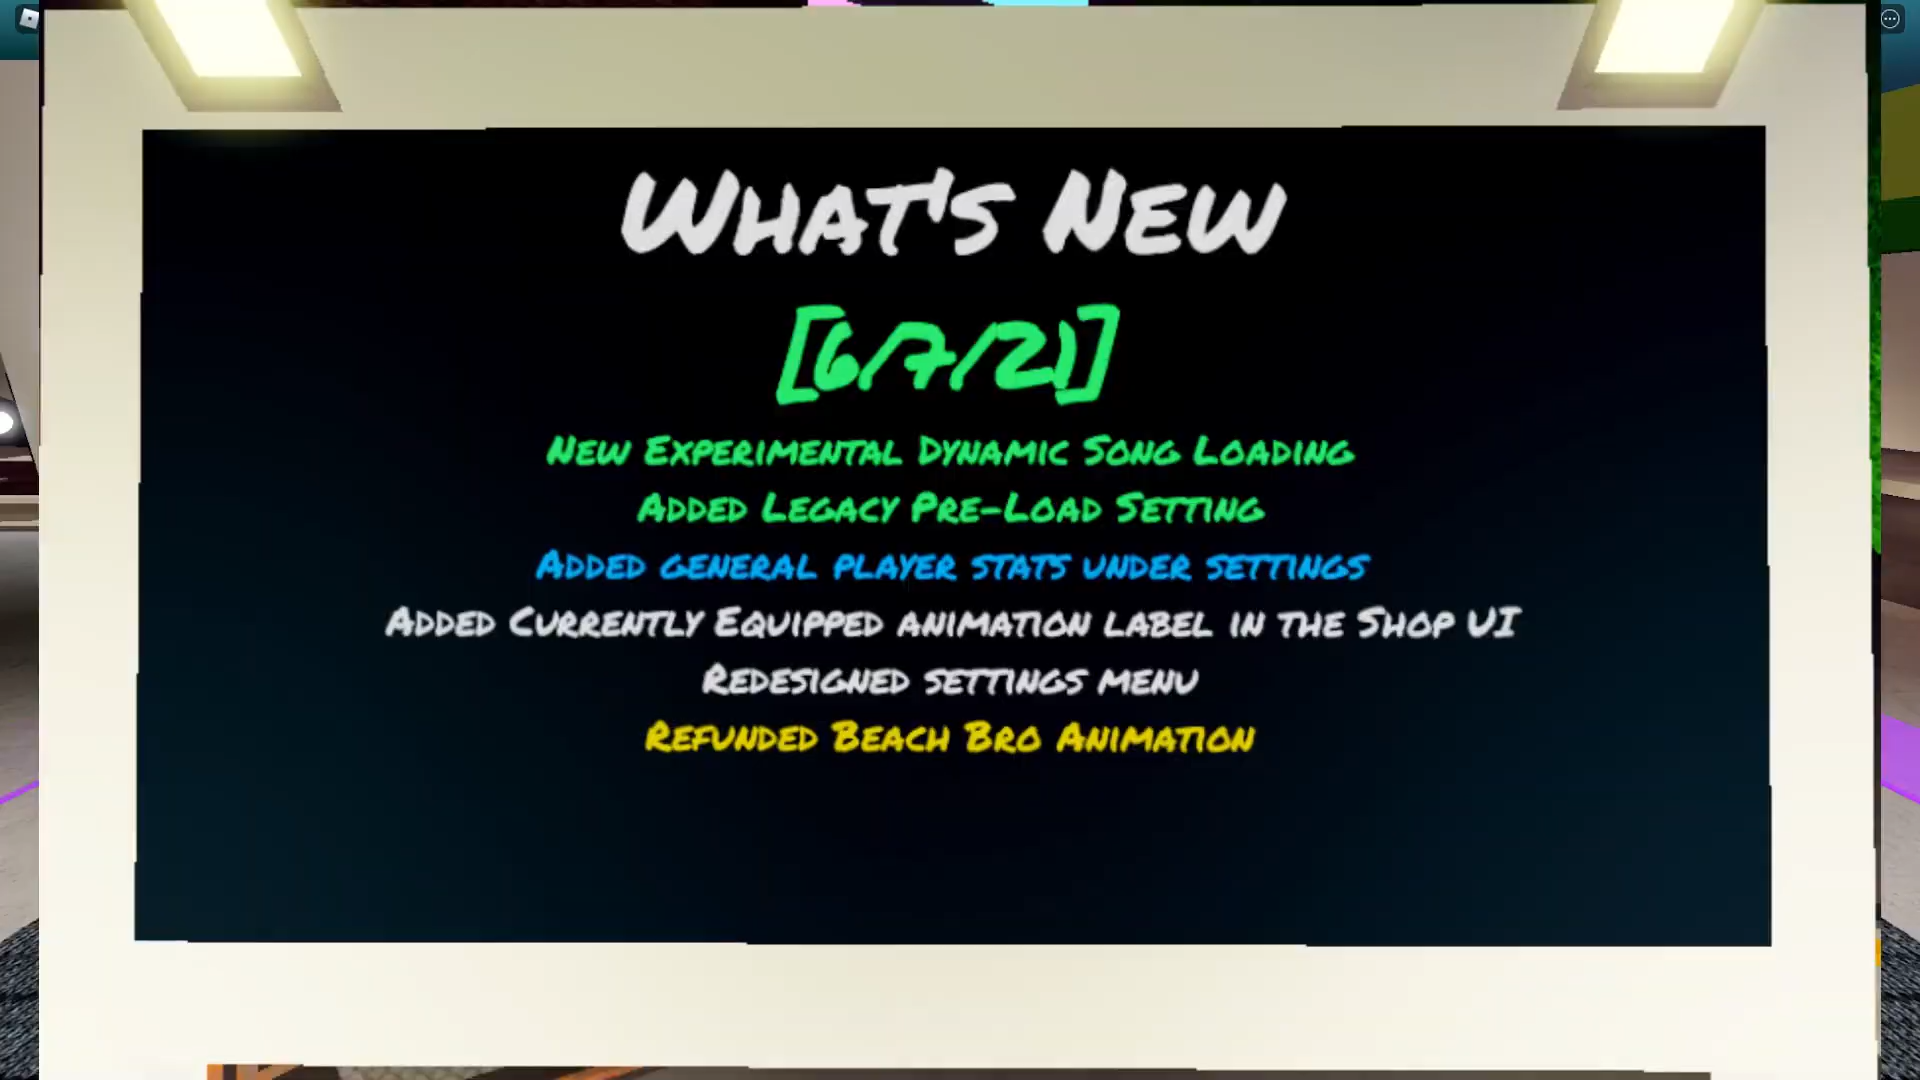 What's New
[6/7/21]
New Experimental Dynamic Song Loading
Added Legacy Pre-Load Setting
Added general player stats under settings
Added Currently Equipped animation label in the Shop UI
Redesigned settings menu
Refunded Beach Bro Animation